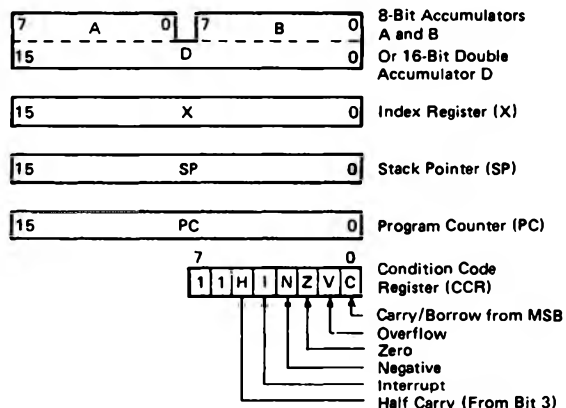 7 A 0 7 B 0
8-Bit Accumulators
A and B
15 D 0
Or 16-Bit Double
Accumulator D
15 X 0
Index Register (X)
15 SP 0
Stack Pointer (SP)
15 PC 0
Program Counter (PC)
7 0
1 1 H I N Z V C
Condition Code
Register (CCR)
Carry/Borrow from MSB
Overflow
Zero
Negative
Interrupt
Half Carry (From Bit 3)